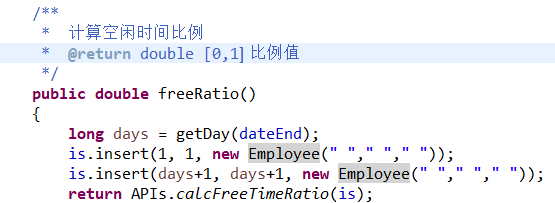 /**
 *  计算空闲时间比例
 *  @return double [0,1] 比例值
 */
public double freeRatio()
{
    long days = getDay(dateEnd);
    is.insert(1, 1, new Employee(" "," "," "));
    is.insert(days+1, days+1, new Employee(" "," "," "));
    return APIs.calcFreeTimeRatio(is);